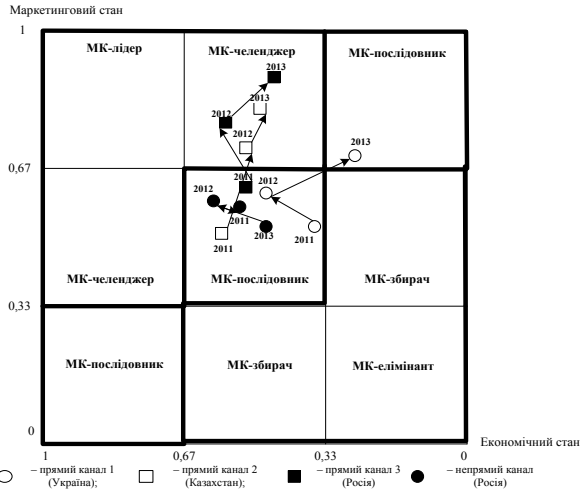 Маркетинговий стан
1
МК-лідер
МК-челенджер
МК-послідовник
2013
2013
2012
2013
2012
0,67
2011
2012
2012
2011
2011
2013
2011
МК-челенджер
МК-послідовник
МК-збирач
0,33
МК-послідовник
МК-збирач
МК-елімінант
0
Економічний стан
1
0,67
0,33
0
– прямий канал 1
(Україна);
– прямий канал 2
(Казахстан);
– прямий канал 3
(Росія)
– непрямий канал
(Росія)